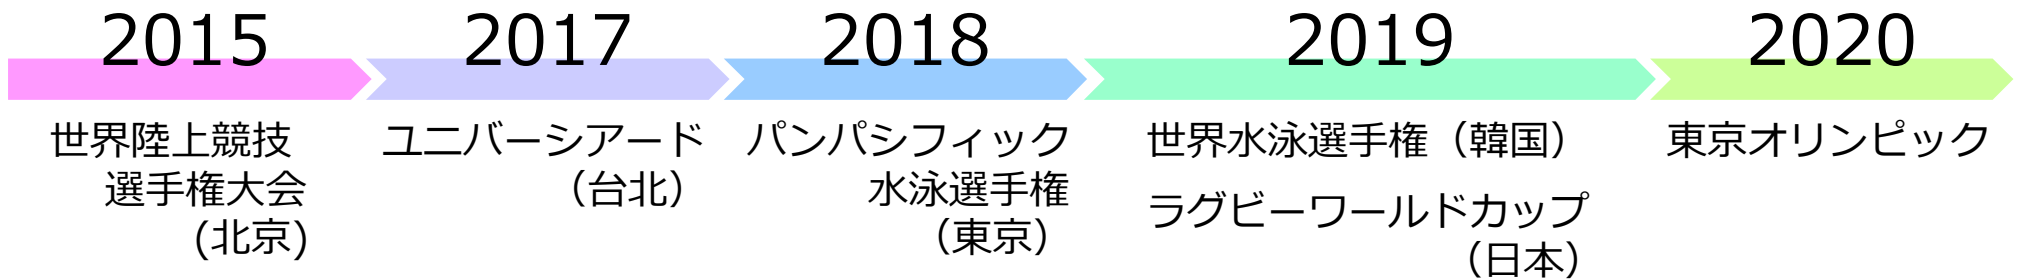 2015
世界陸上競技
選手権大会
(北京)
2017
ユニバーシアード
（台北）
2018
パンパシフィック
水泳選手権
（東京）
2019
世界水泳選手権（韓国）
ラグビーワールドカップ
（日本）
2020
東京オリンピック